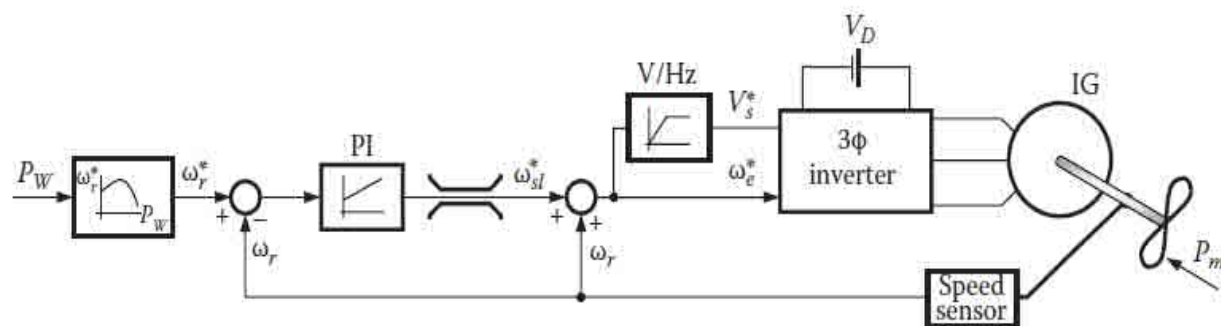 V_D
V/Hz
IG
V_s^*
PI
3ϕ
inverter
P_W
ω_r^*
P_W
ω_r^*
ω_sl^*
ω_e^*
+
−
+
+
ω_r
ω_r
P_m
Speed
sensor